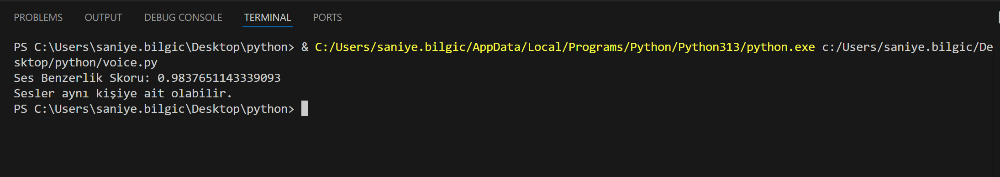 PROBLEMS OUTPUT DEBUG CONSOLE TERMINAL PORTS
PS C:\Users\saniye.bilgic\Desktop\python> & C:/Users/saniye.bilgic/AppData/Local/Programs/Python/Python313/python.exe c:/Users/saniye.bilgic/De
sktop/python/voice.py
Ses Benzerlik Skoru: 0.9837651143339093
Sesler aynı kişiye ait olabilir.
PS C:\Users\saniye.bilgic\Desktop\python>